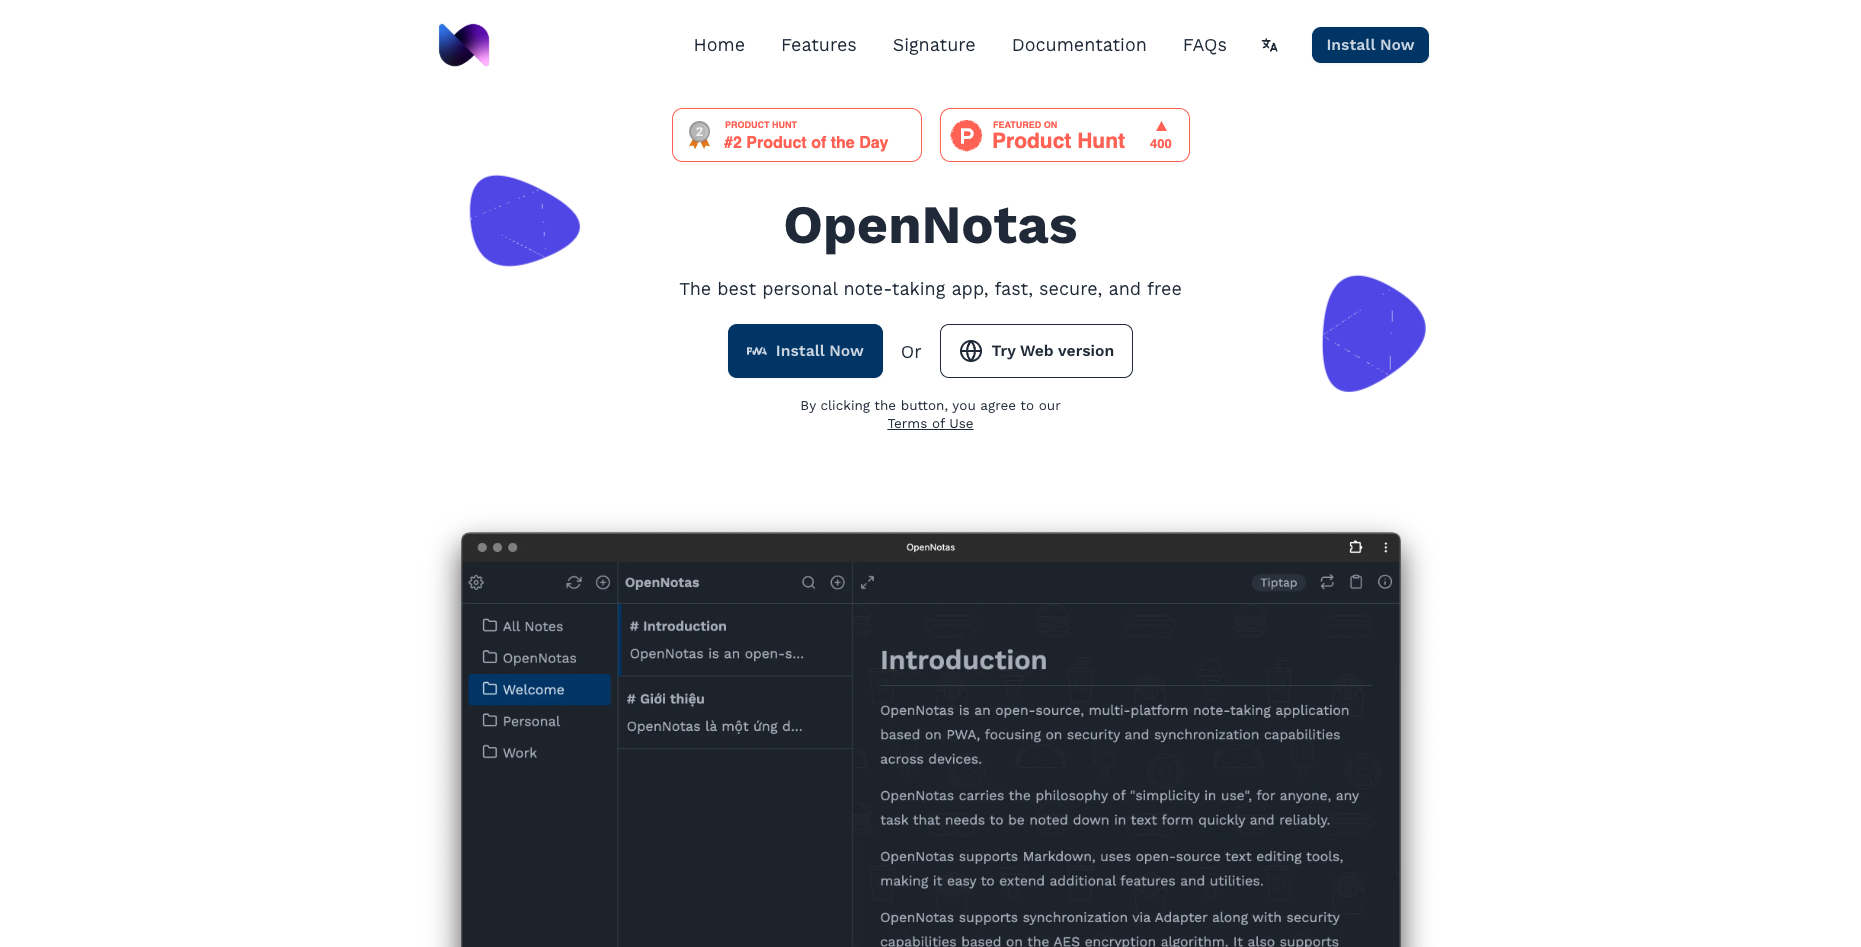 Home Features Signature Documentation FAQs Install Now
PRODUCT HUNT
#2 Product of the Day
2
FEATURED ON
Product Hunt
400
OpenNotas
The best personal note-taking app, fast, secure, and free
PWA Install Now Or Try Web version
By clicking the button, you agree to our
Terms of Use
OpenNotas
OpenNotas
Tiptap
All Notes
OpenNotas
Welcome
Personal
Work
# Introduction
OpenNotas is an open-s...
# Giới thiệu
OpenNotas là một ứng d...
Introduction
OpenNotas is an open-source, multi-platform note-taking application
based on PWA, focusing on security and synchronization capabilities
across devices.
OpenNotas carries the philosophy of "simplicity in use", for anyone, any
task that needs to be noted down in text form quickly and reliably.
OpenNotas supports Markdown, uses open-source text editing tools,
making it easy to extend additional features and utilities.
OpenNotas supports synchronization via Adapter along with security
capabilities based on the AES encryption algorithm. It also supports